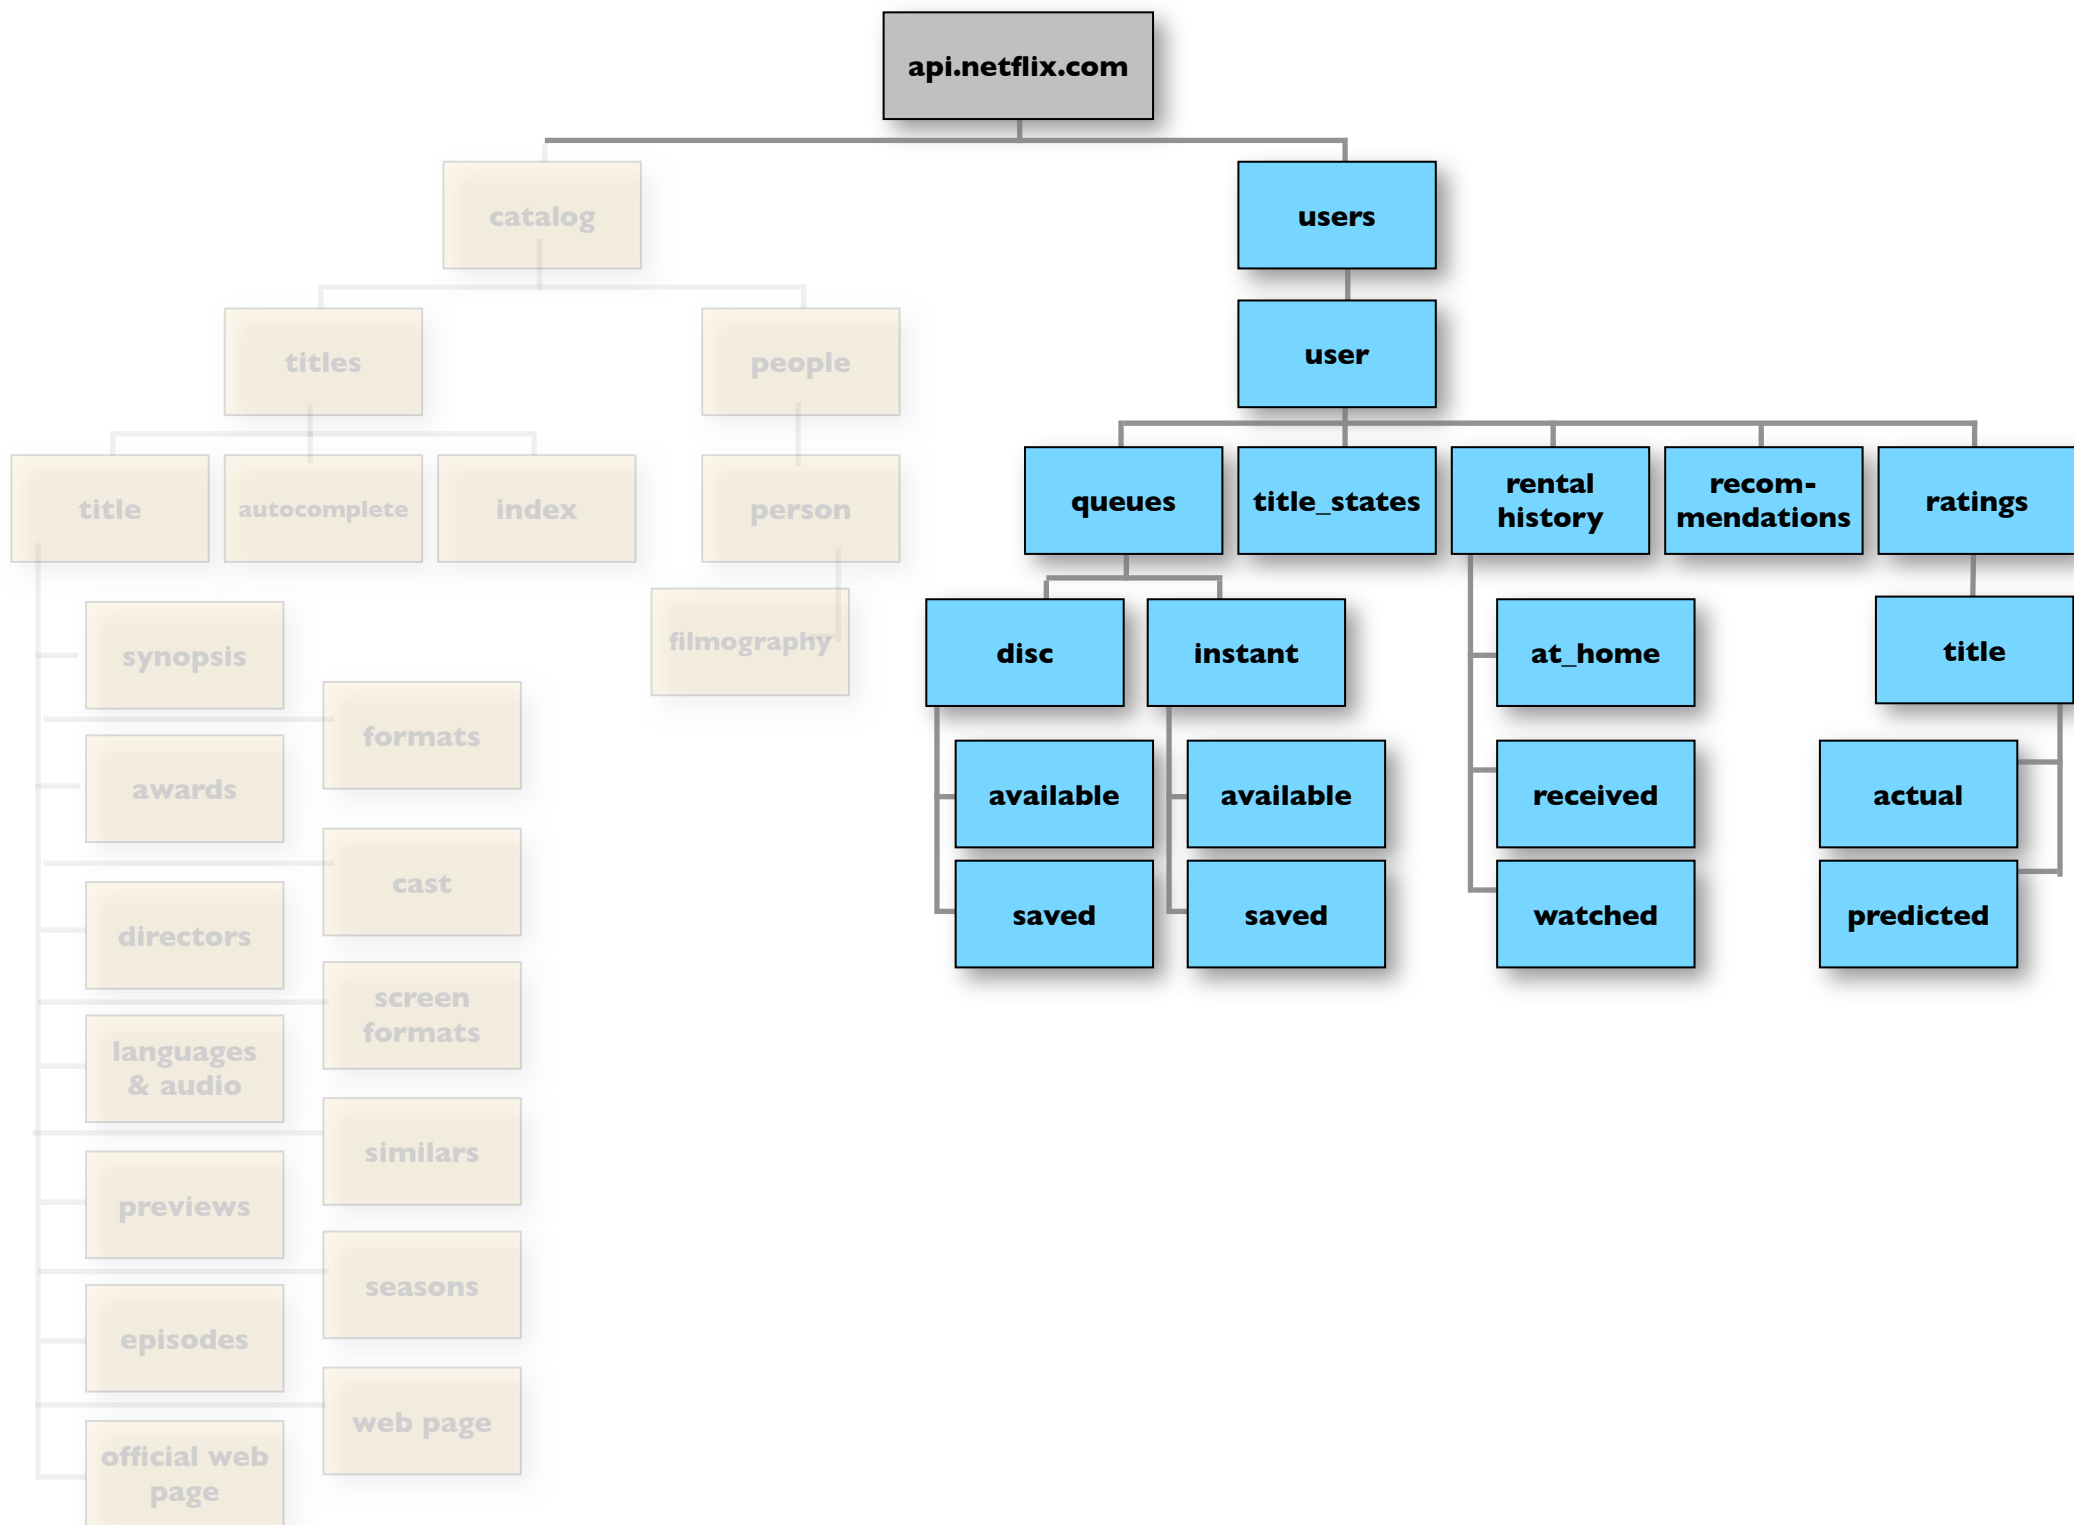 api.netflix.com
catalog
users
titles
people
user
title
autocomplete
index
person
queues
title_states
rental
history
recom-
mendations
ratings
synopsis
formats
awards
cast
directors
screen
formats
languages
& audio
similars
previews
seasons
episodes
web page
official web
page
filmography
disc
instant
at_home
title
available
available
received
actual
saved
saved
watched
predicted